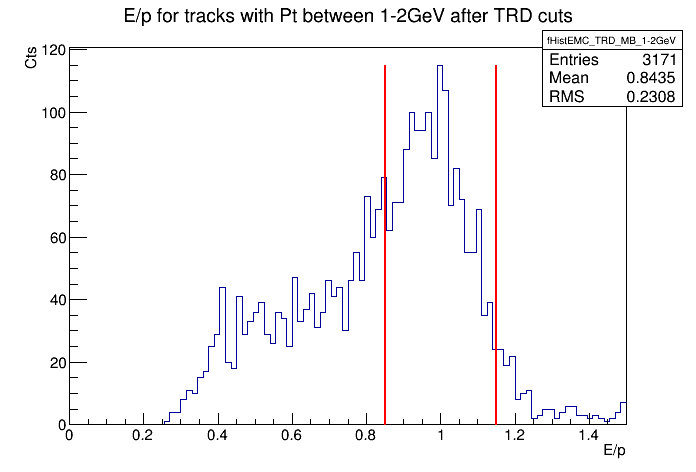 E/p for tracks with Pt between 1-2GeV after TRD cuts
fHistEMC_TRD_MB_1-2GeV
Entries 3171
Mean 0.8435
RMS 0.2308
Cts
120
100
80
60
40
20
0
0 0.2 0.4 0.6 0.8 1 1.2 1.4
E/p